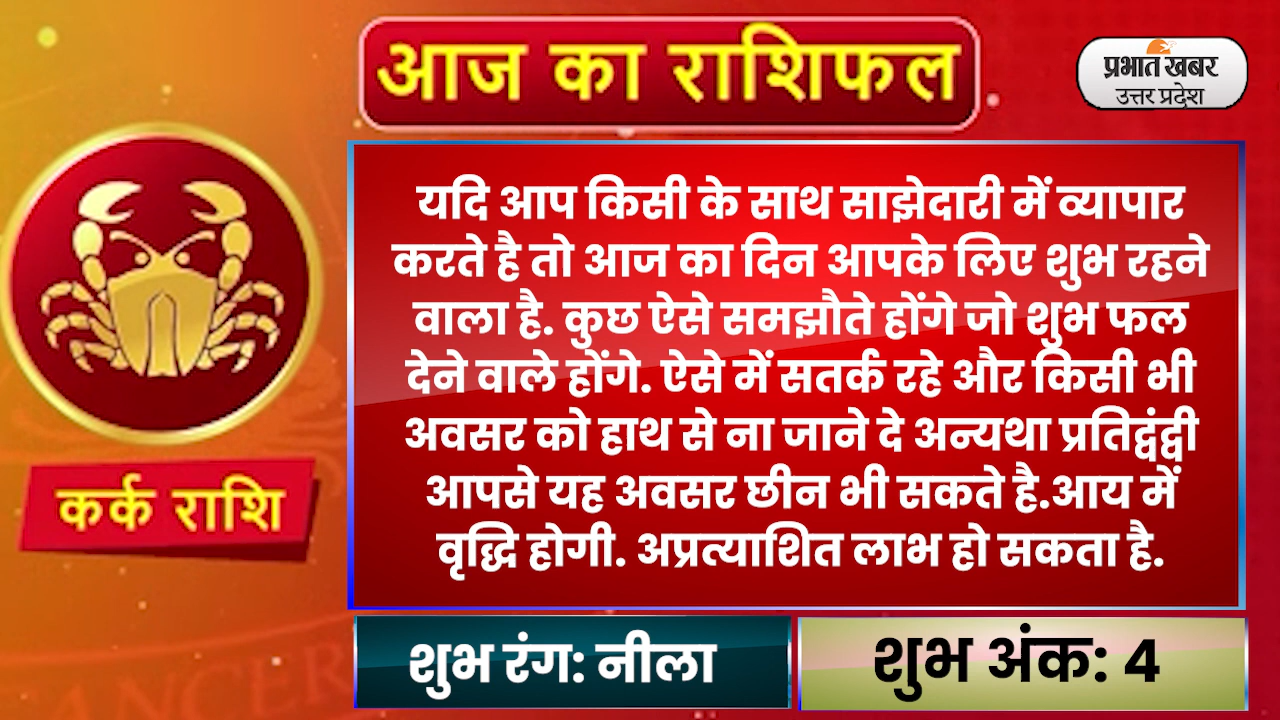 आज का राशिफल
प्रभात खबर
उत्तर प्रदेश
यदि आप किसी के साथ साझेदारी में व्यापार
करते है तो आज का दिन आपके लिए शुभ रहने
वाला है. कुछ ऐसे समझौते होंगे जो शुभ फल
देने वाले होंगे. ऐसे में सतर्क रहे और किसी भी
अवसर को हाथ से ना जाने दे अन्यथा प्रतिद्वंद्वी
आपसे यह अवसर छीन भी सकते है.आय में
वृद्धि होगी. अप्रत्याशित लाभ हो सकता है.
कर्क राशि
शुभ रंग: नीला
शुभ अंक: 4
CANCER